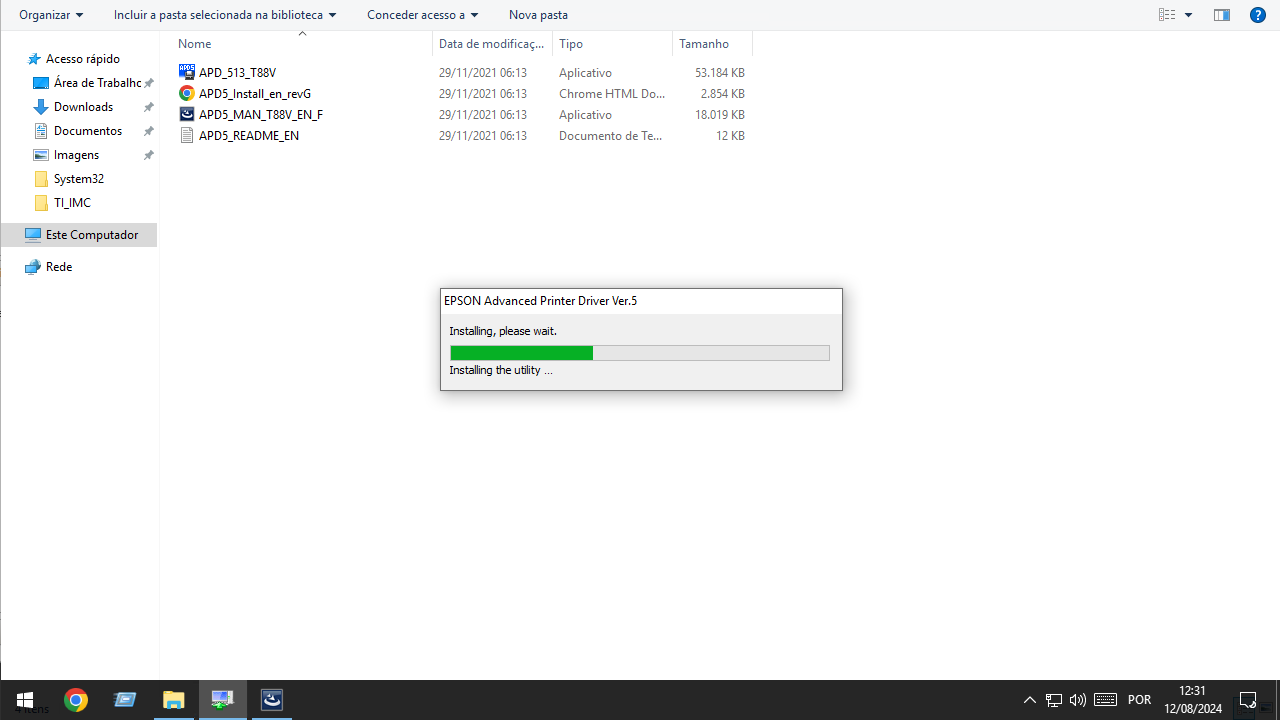 Organizar
Incluir a pasta selecionada na biblioteca
Conceder acesso a
Nova pasta
Nome
Data de modificaç...
Tipo
Tamanho
Acesso rápido
Área de Trabalhc
Downloads
Documentos
Imagens
System32
TI_IMC
Este Computador
Rede
APD_513_T88V 29/11/2021 06:13 Aplicativo 53.184 KB
APD5_Install_en_revG 29/11/2021 06:13 Chrome HTML Do... 2.854 KB
APD5_MAN_T88V_EN_F 29/11/2021 06:13 Aplicativo 18.019 KB
APD5_README_EN 29/11/2021 06:13 Documento de Te... 12 KB
EPSON Advanced Printer Driver Ver.5
Installing, please wait.
Installing the utility ...
4 itens
POR
12:31
12/08/2024